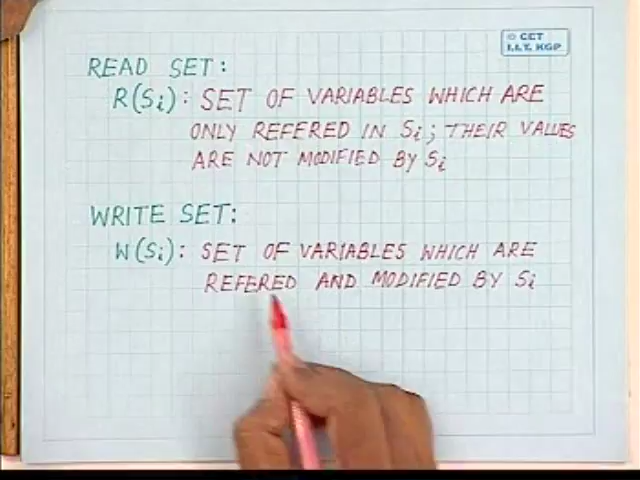 © CET
I.I.T. KGP
READ SET:
R(Si): SET OF VARIABLES WHICH ARE
ONLY REFERED IN Si; THEIR VALUES
ARE NOT MODIFIED BY Si
WRITE SET:
W(Si): SET OF VARIABLES WHICH ARE
REFERED AND MODIFIED BY Si